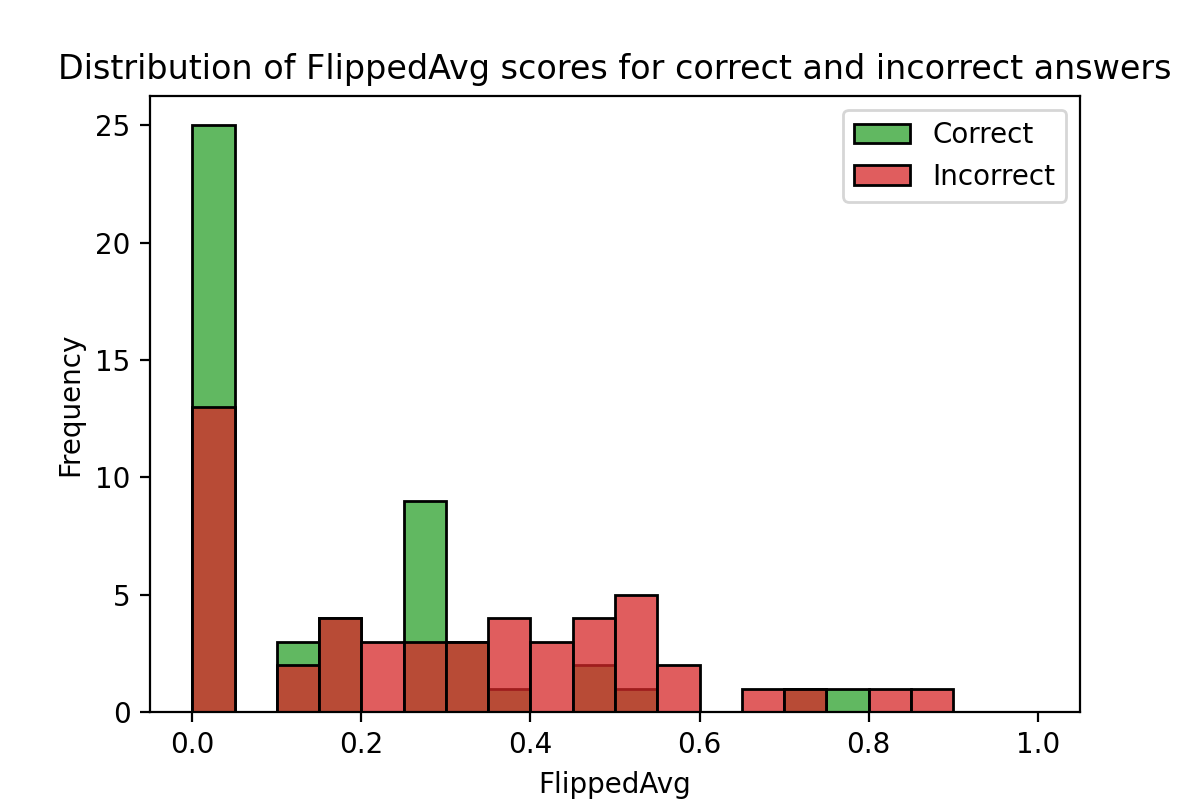 Distribution of FlippedAvg scores for correct and incorrect answers
Correct
Incorrect
Frequency
25
20
15
10
5
0
0.0 0.2 0.4 0.6 0.8 1.0
FlippedAvg